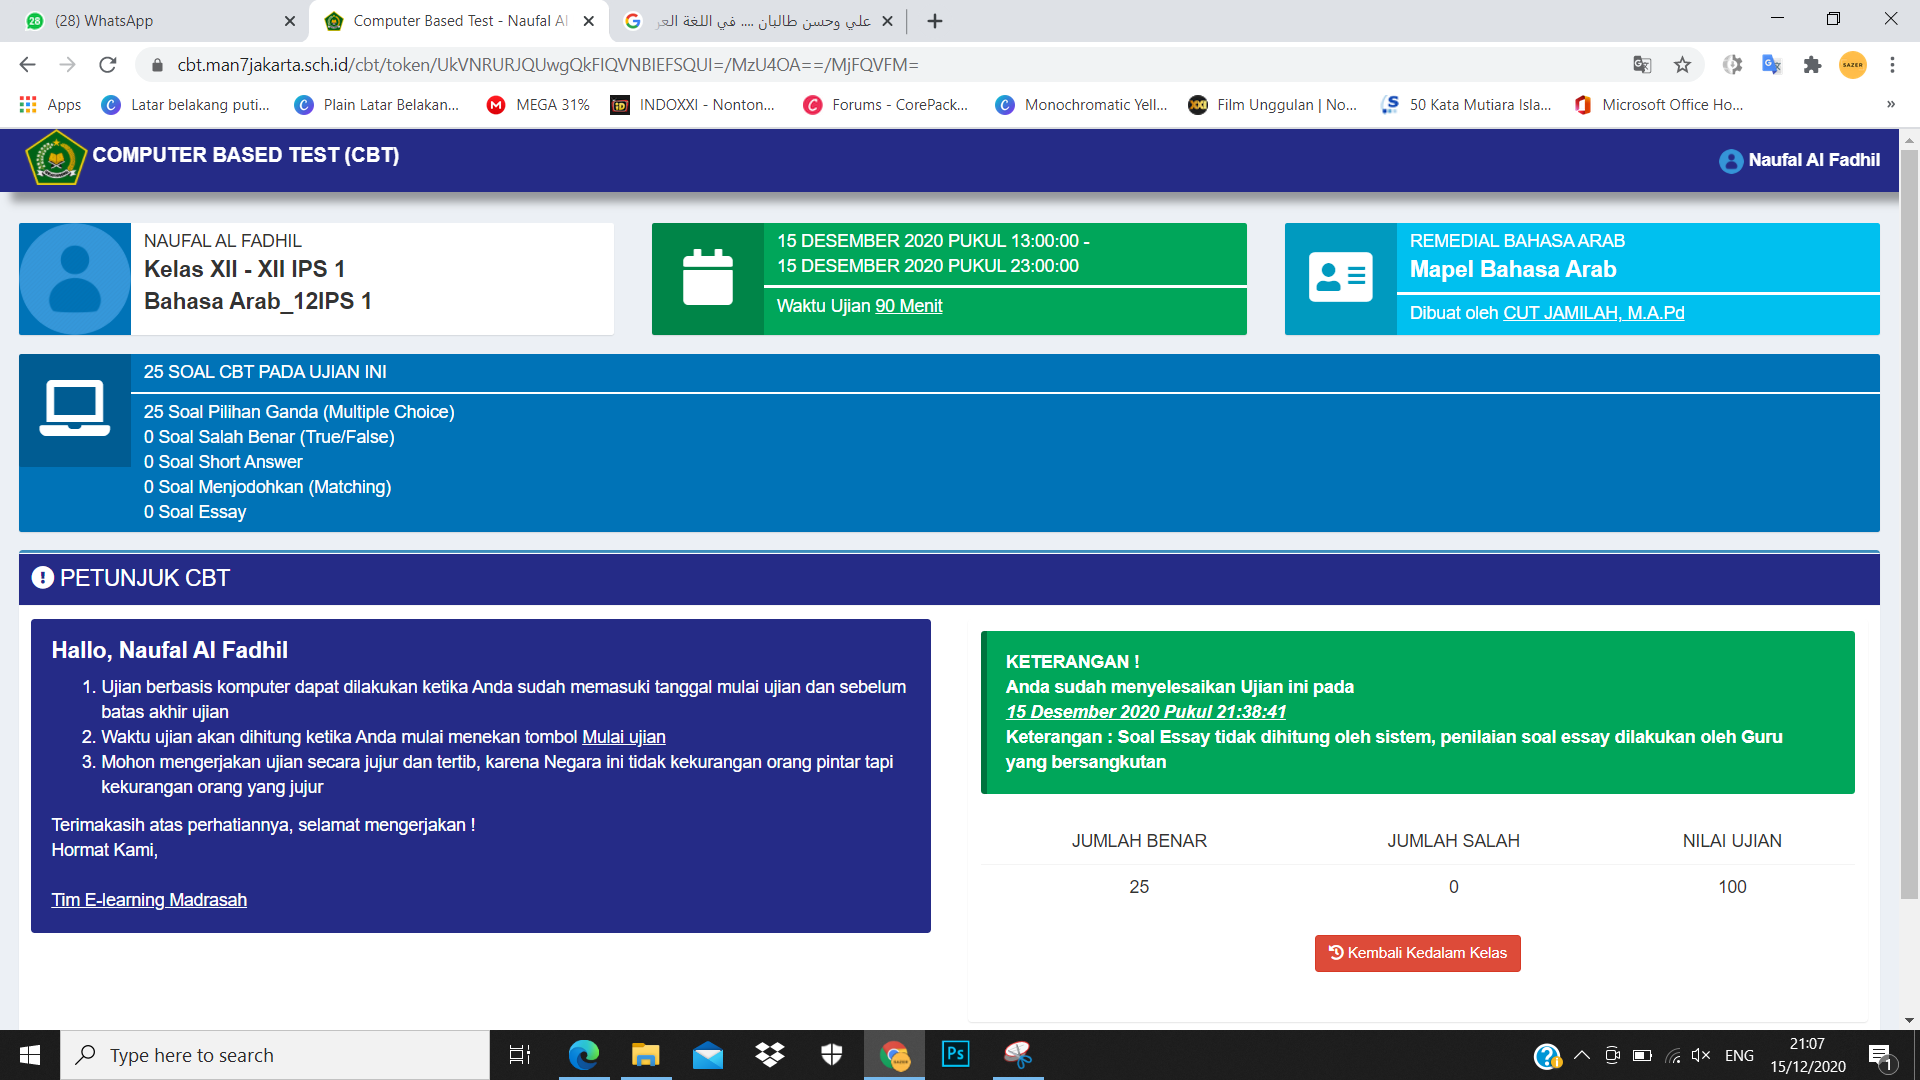 (28) WhatsApp
Computer Based Test - Naufal Al
علي وحسن طالبان .... في اللغة العر
cbt.man7jakarta.sch.id/cbt/token/UkVNRURJQUwgQkFIQVNBIEFSQUI=/MzU4OA==/MjFQVFM=
Apps
Latar belakang puti...
Plain Latar Belakan...
MEGA 31%
INDOXXI - Nonton...
Forums - CorePack...
Monochromatic Yell...
Film Unggulan | No...
50 Kata Mutiara Isla...
Microsoft Office Ho...
»
COMPUTER BASED TEST (CBT)
Naufal Al Fadhil
NAUFAL AL FADHIL
Kelas XII - XII IPS 1
Bahasa Arab_12IPS 1
15 DESEMBER 2020 PUKUL 13:00:00 -
15 DESEMBER 2020 PUKUL 23:00:00
Waktu Ujian 90 Menit
REMEDIAL BAHASA ARAB
Mapel Bahasa Arab
Dibuat oleh CUT JAMILAH, M.A.Pd
25 SOAL CBT PADA UJIAN INI
25 Soal Pilihan Ganda (Multiple Choice)
0 Soal Salah Benar (True/False)
0 Soal Short Answer
0 Soal Menjodohkan (Matching)
0 Soal Essay
PETUNJUK CBT
Hallo, Naufal Al Fadhil
1. Ujian berbasis komputer dapat dilakukan ketika Anda sudah memasuki tanggal mulai ujian dan sebelum
batas akhir ujian
2. Waktu ujian akan dihitung ketika Anda mulai menekan tombol Mulai ujian
3. Mohon mengerjakan ujian secara jujur dan tertib, karena Negara ini tidak kekurangan orang pintar tapi
kekurangan orang yang jujur
Terimakasih atas perhatiannya, selamat mengerjakan !
Hormat Kami,
Tim E-learning Madrasah
KETERANGAN !
Anda sudah menyelesaikan Ujian ini pada
15 Desember 2020 Pukul 21:38:41
Keterangan : Soal Essay tidak dihitung oleh sistem, penilaian soal essay dilakukan oleh Guru
yang bersangkutan
JUMLAH BENAR JUMLAH SALAH NILAI UJIAN
25 0 100
Kembali Kedalam Kelas
Type here to search
Ps
ENG
21:07
15/12/2020
1